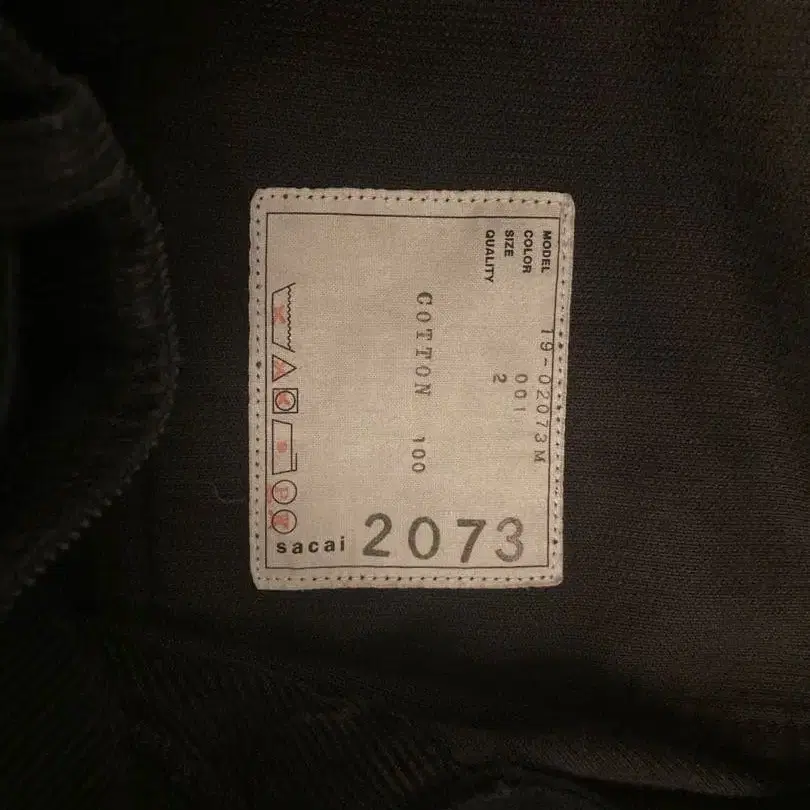 MODEL 19-02073M
COLOR 001
SIZE 2
QUALITY
COTTON 100
sacai 2073